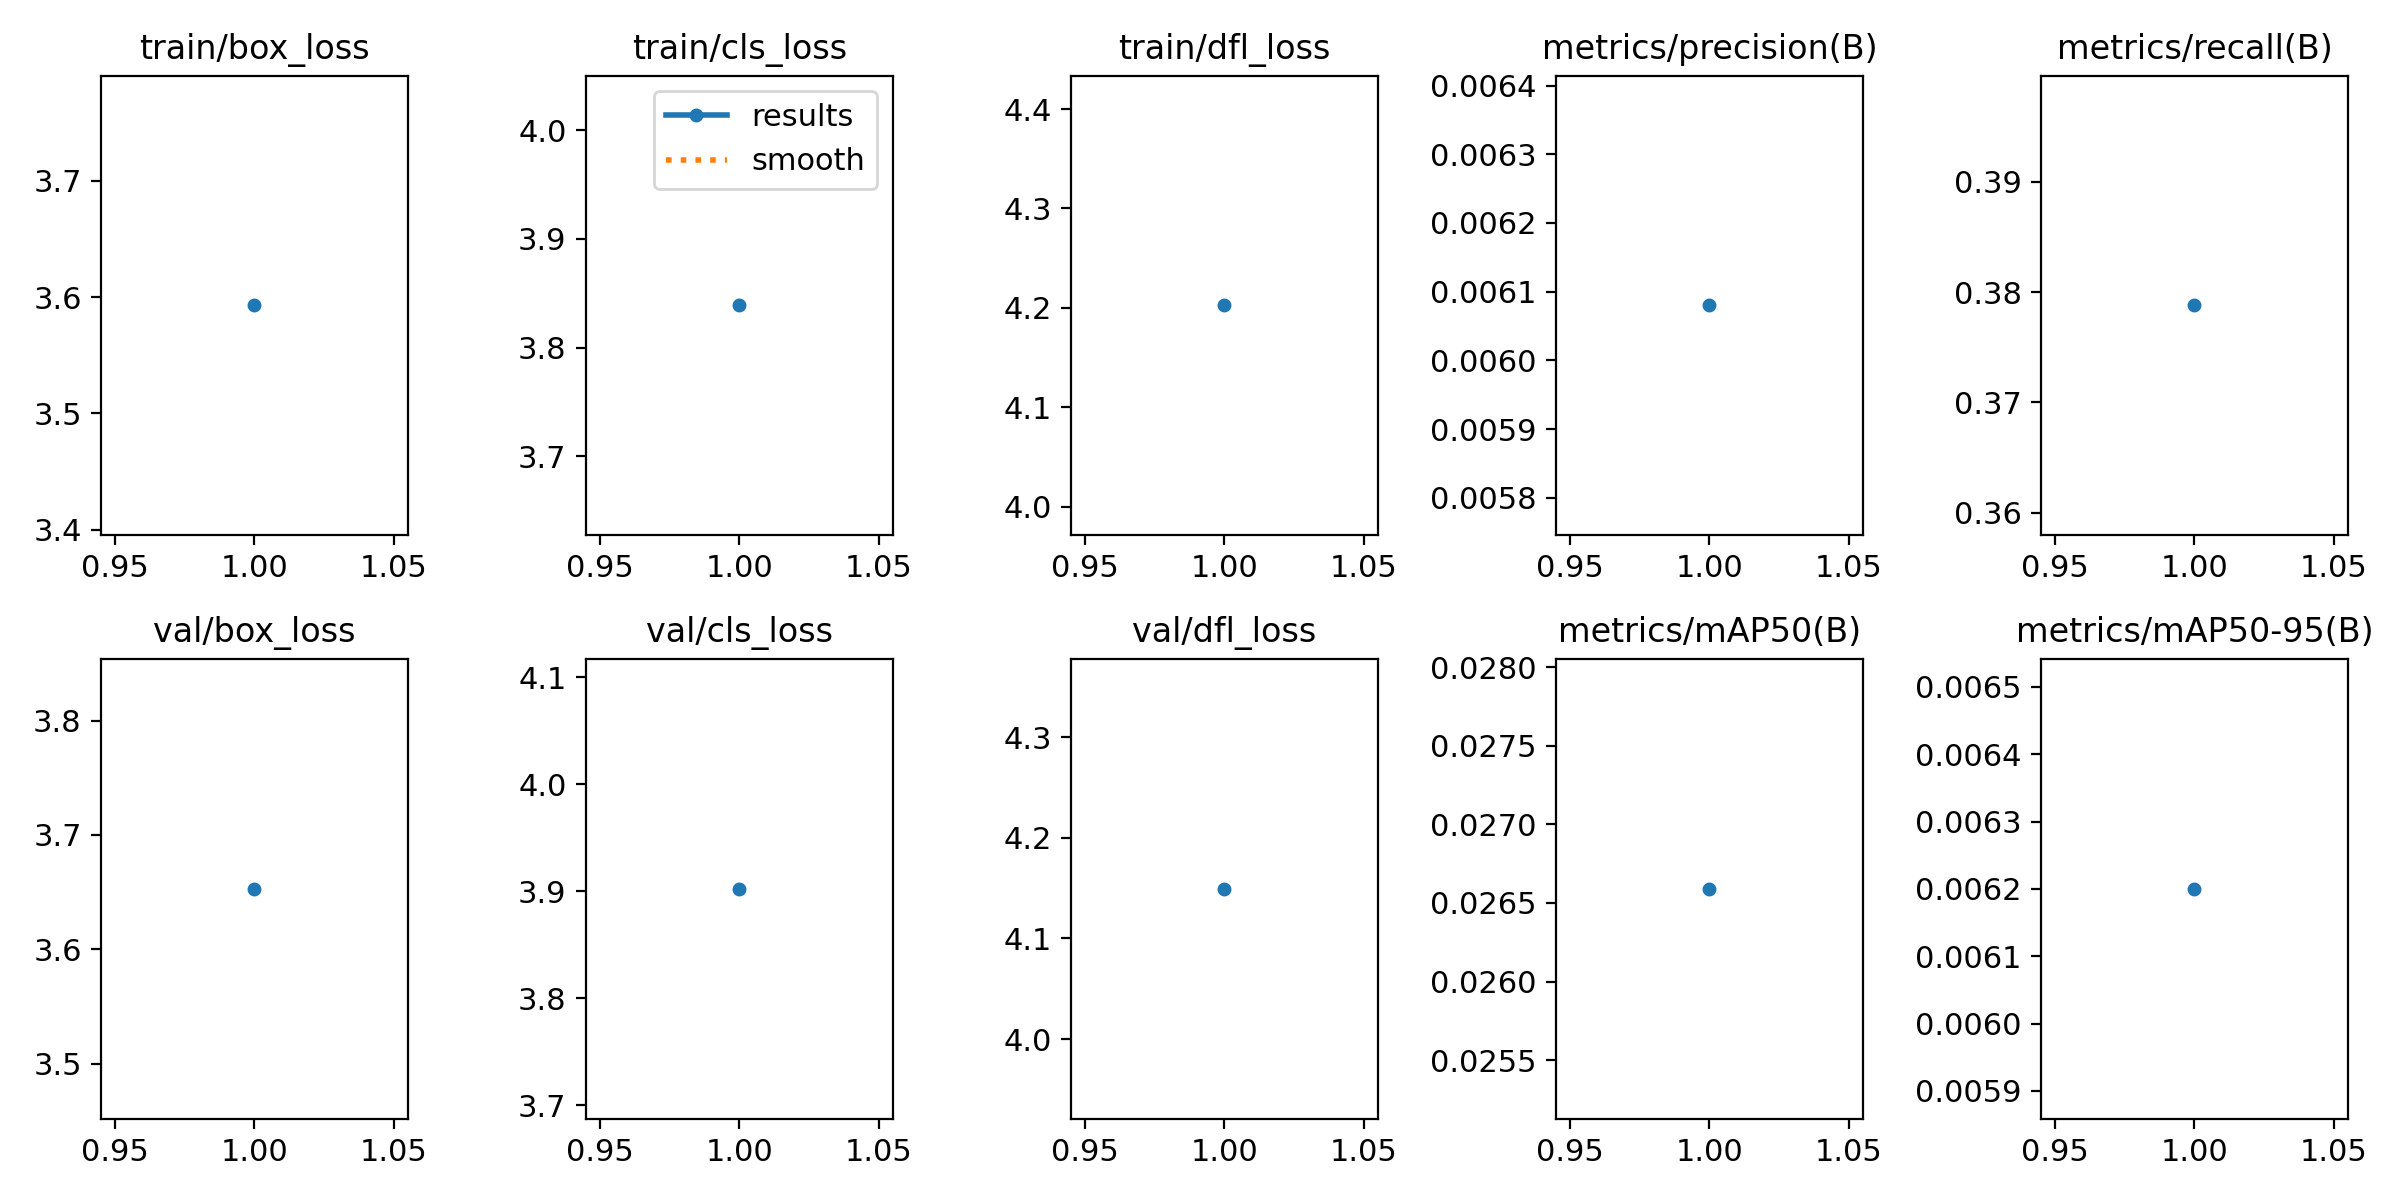 train/box_loss
3.7
3.6
3.5
3.4
0.95 1.00 1.05
train/cls_loss
results
smooth
4.0
3.9
3.8
3.7
0.95 1.00 1.05
train/dfl_loss
4.4
4.3
4.2
4.1
4.0
0.95 1.00 1.05
metrics/precision(B)
0.0064
0.0063
0.0062
0.0061
0.0060
0.0059
0.0058
0.95 1.00 1.05
metrics/recall(B)
0.39
0.38
0.37
0.36
0.95 1.00 1.05
val/box_loss
3.8
3.7
3.6
3.5
0.95 1.00 1.05
val/cls_loss
4.1
4.0
3.9
3.8
3.7
0.95 1.00 1.05
val/dfl_loss
4.3
4.2
4.1
4.0
0.95 1.00 1.05
metrics/mAP50(B)
0.0280
0.0275
0.0270
0.0265
0.0260
0.0255
0.95 1.00 1.05
metrics/mAP50-95(B)
0.0065
0.0064
0.0063
0.0062
0.0061
0.0060
0.0059
0.95 1.00 1.05